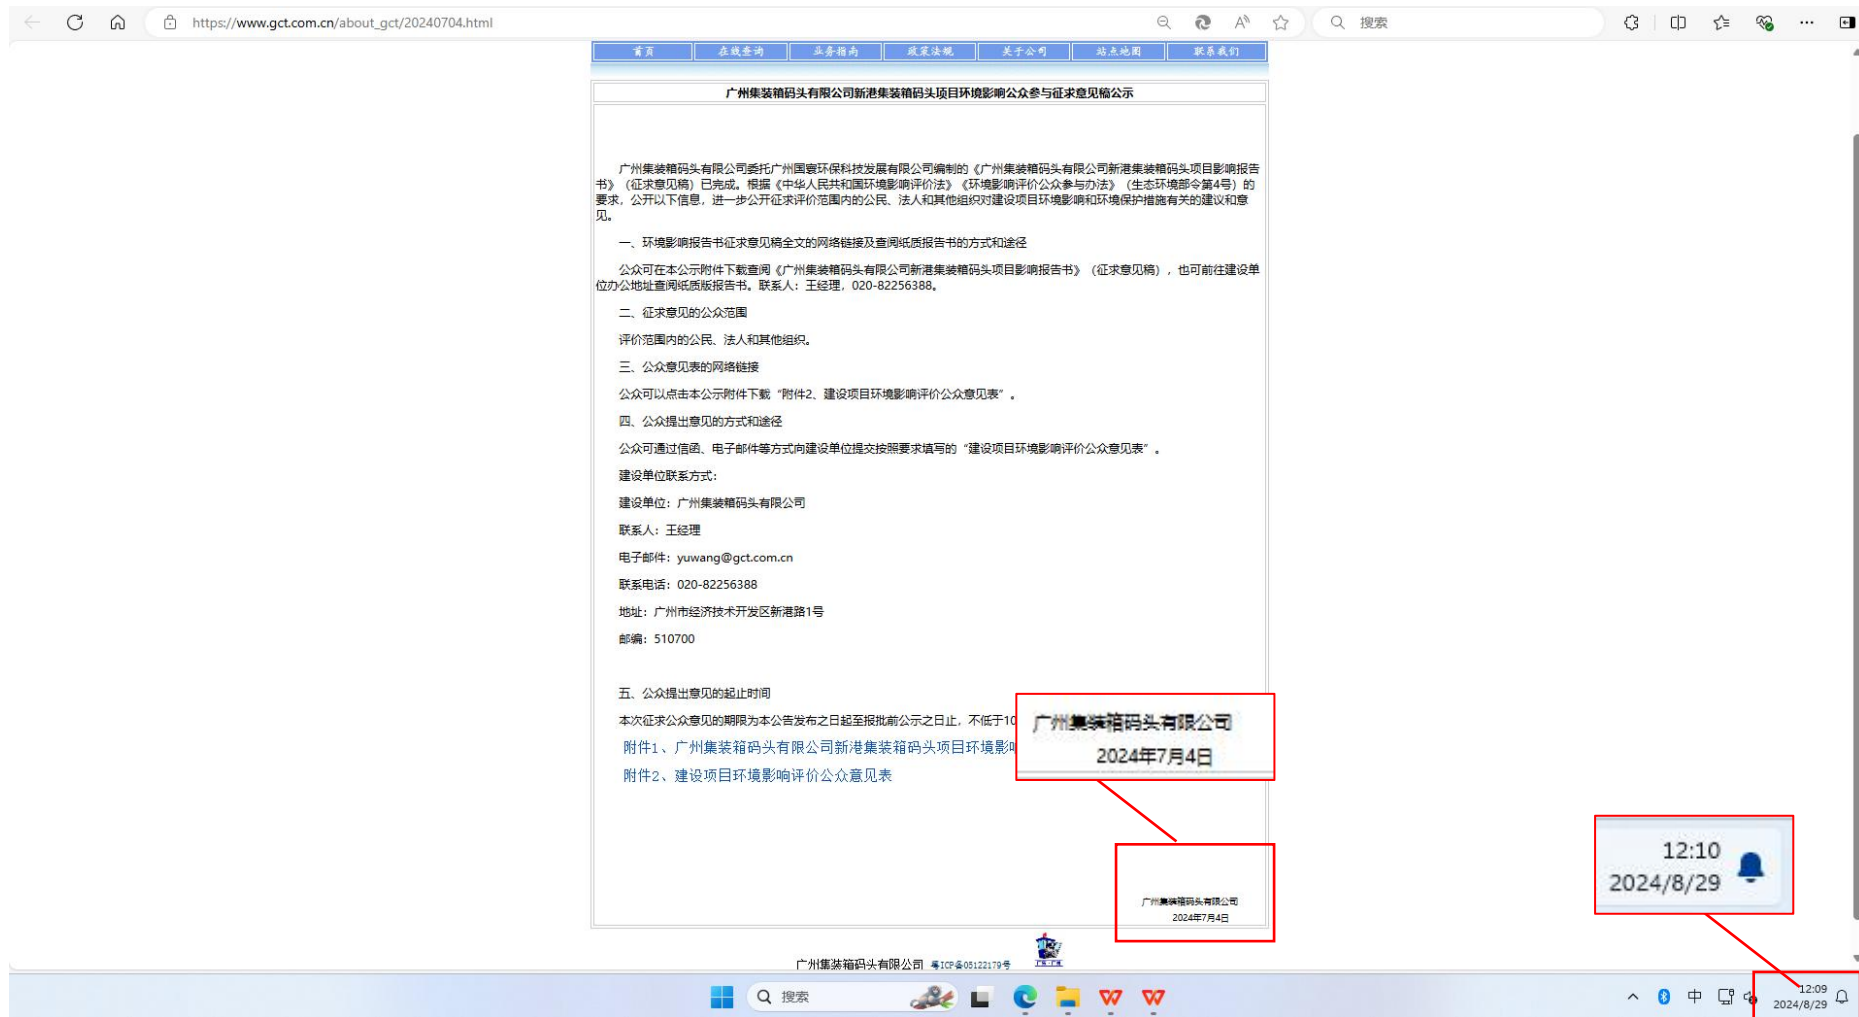 https://www.gct.com.cn/about_gct/20240704.html
搜索
首页 在线查询 业务指南 政策法规 关于公司 站点地图 联系我们
广州集装箱码头有限公司新港集装箱码头项目环境影响公众参与征求意见稿公示
广州集装箱码头有限公司委托广州国寰环保科技发展有限公司编制的《广州集装箱码头有限公司新港集装箱码头项目影响报告
书》（征求意见稿）已完成。根据《中华人民共和国环境影响评价法》《环境影响评价公众参与办法》（生态环境部令第4号）的
要求，公开以下信息，进一步公开征求评价范围内的公民、法人和其他组织对建设项目环境影响和环境保护措施有关的建议和意
见。
一、环境影响报告书征求意见稿全文的网络链接及查阅纸质报告书的方式和途径
公众可在本公示附件下载查阅《广州集装箱码头有限公司新港集装箱码头项目影响报告书》（征求意见稿），也可前往建设单
位办公地址查阅纸质版报告书。联系人：王经理，020-82256388。
二、征求意见的公众范围
评价范围内的公民、法人和其他组织。
三、公众意见表的网络链接
公众可以点击本公示附件下载“附件2、建设项目环境影响评价公众意见表”。
四、公众提出意见的方式和途径
公众可通过信函、电子邮件等方式向建设单位提交按照要求填写的“建设项目环境影响评价公众意见表”。
建设单位联系方式：
建设单位：广州集装箱码头有限公司
联系人：王经理
电子邮件：yuwang@gct.com.cn
联系电话：020-82256388
地址：广州市经济技术开发区新港路1号
邮编：510700
五、公众提出意见的起止时间
本次征求公众意见的期限为本公告发布之日起至报批前公示之日止，不低于10
附件1、广州集装箱码头有限公司新港集装箱码头项目环境影
附件2、建设项目环境影响评价公众意见表
广州集装箱码头有限公司
2024年7月4日
12:10
2024/8/29
广州集装箱码头有限公司
2024年7月4日
广州集装箱码头有限公司 粤ICP备05122179号
搜索
中
12:09
2024/8/29